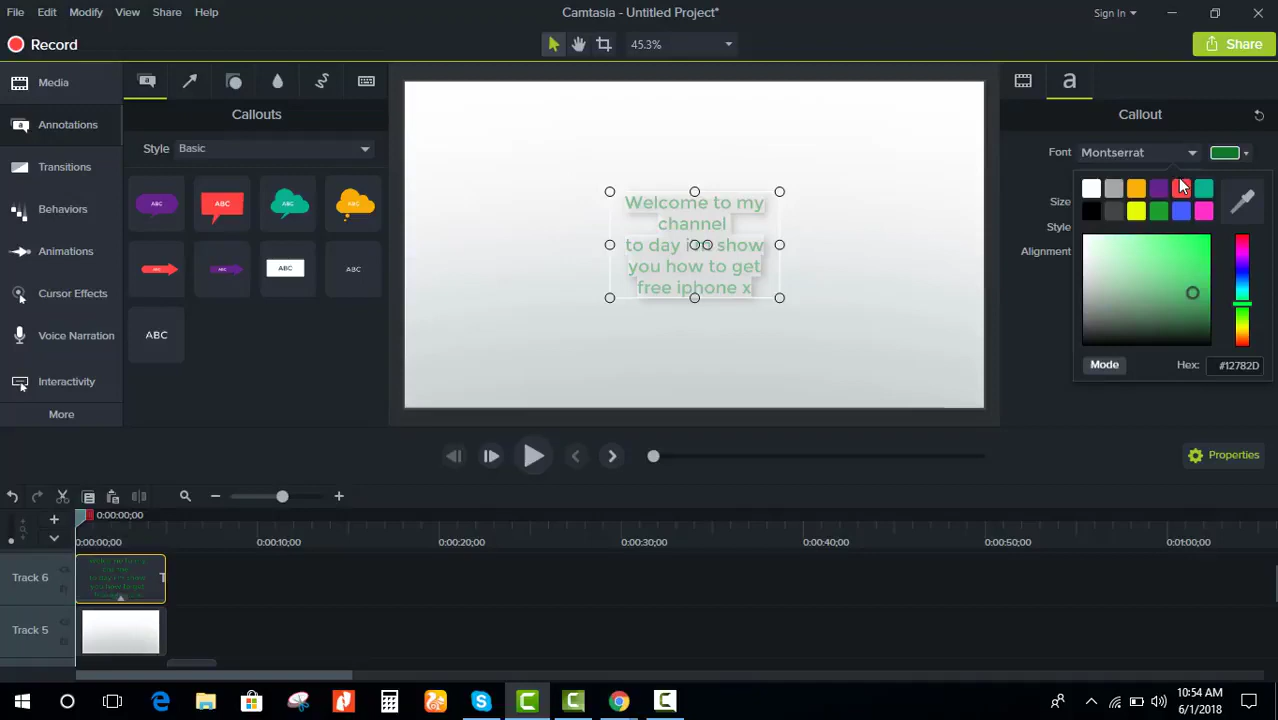 File Edit Modify View Share Help
Camtasia - Untitled Project*
Sign In
Record
45.3%
Share
Media
Annotations
Transitions
Behaviors
Animations
Cursor Effects
Voice Narration
Interactivity
More
a
Callouts
Style Basic
ABC ABC ABC ABC
ABC ABC ABC ABC
ABC
Welcome to my
channel
to day show
you how to get
free iphone x
a
Callout
Font Montserrat
Size
Style
Alignment
Mode Hex: #12782D
Properties
0:00:00;00
0:00:00;00 0:00:10;00 0:00:20;00 0:00:30;00 0:00:40;00 0:00:50;00 0:01:00;00
Track 6
Track 5
10:54 AM
6/1/2018